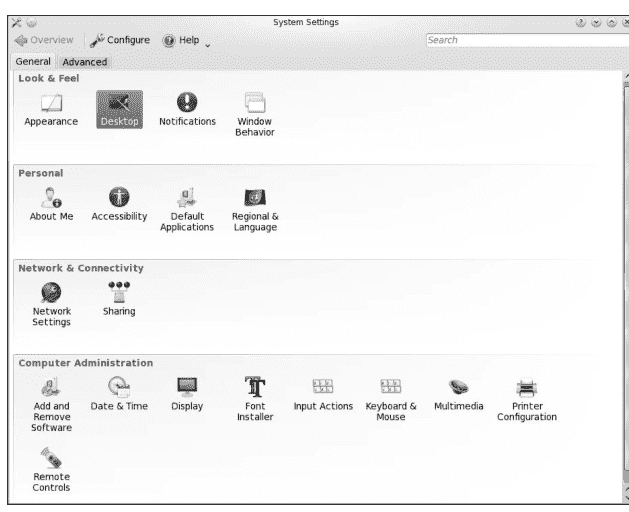 System Settings
Overview Configure Help Search
General Advanced
Look & Feel
Appearance Desktop Notifications Window
Behavior
Personal
About Me Accessibility Default Regional &
Applications Language
Network & Connectivity
Network Sharing
Settings
Computer Administration
Add and Date & Time Display Font Input Actions Keyboard & Multimedia Printer
Remove Installer Mouse Configuration
Software
Remote
Controls